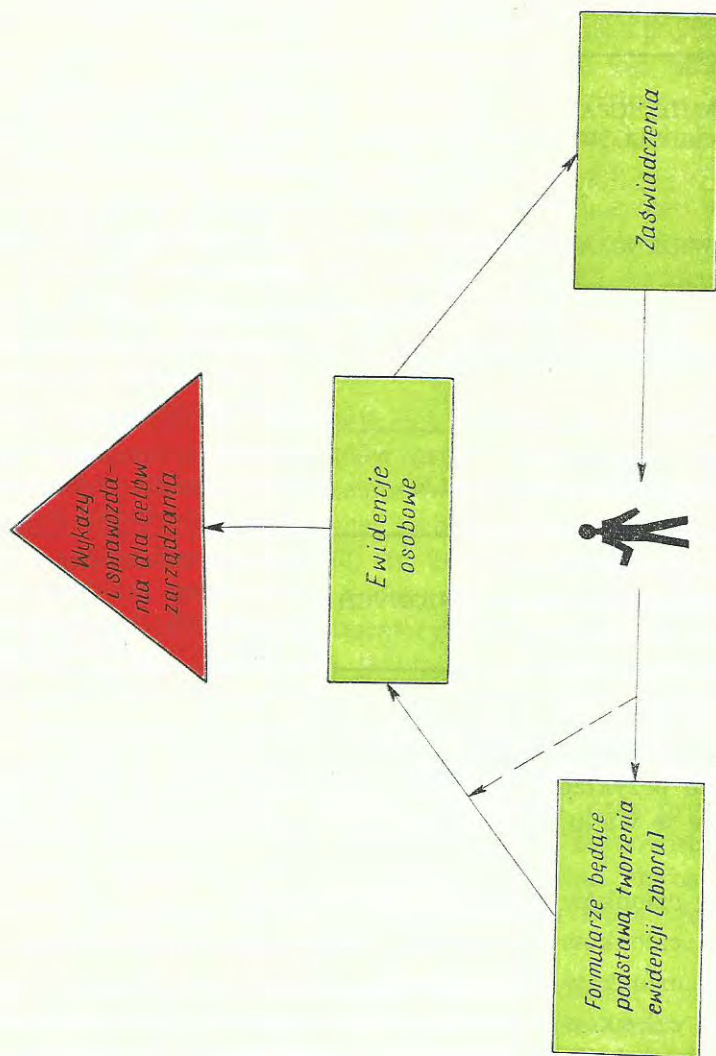 Wykazy
i sprawozda-
nia dla celów
zarządzania
Ewidencje
osobowe
Zaświadczenia
Formularze będące
podstawą tworzenia
ewidencji [zbioru]